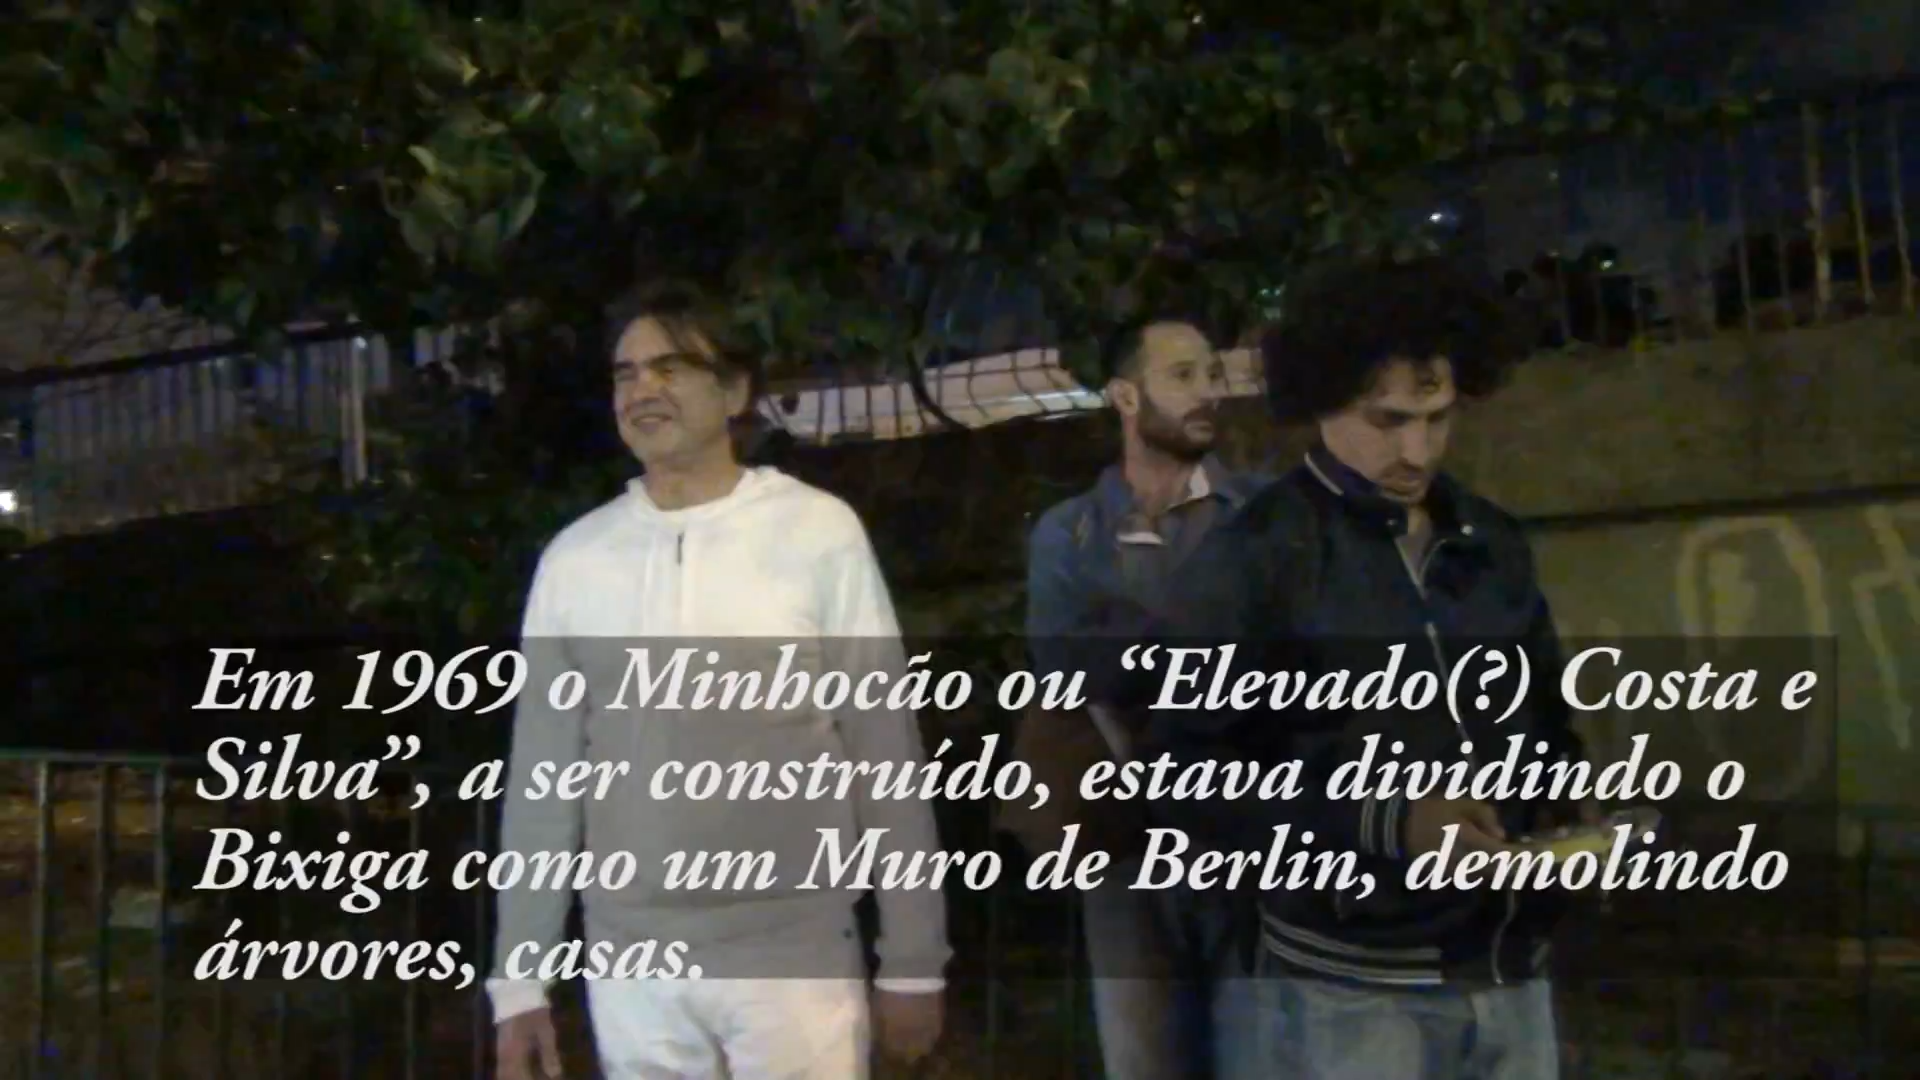 Em 1969 o Minhocão ou “Elevado(?) Costa e
Silva”, a ser construído, estava dividindo o
Bixiga como um Muro de Berlin, demolindo
árvores, casas.